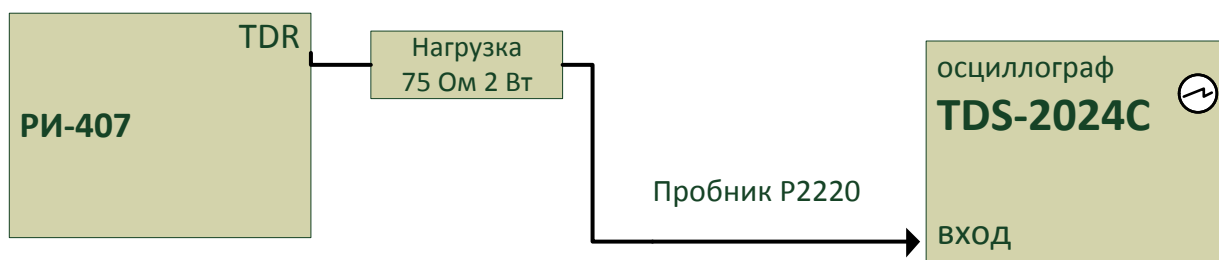 TDR
РИ-407
Нагрузка
75 Ом 2 Вт
Пробник P2220
осциллограф
TDS-2024C
вход